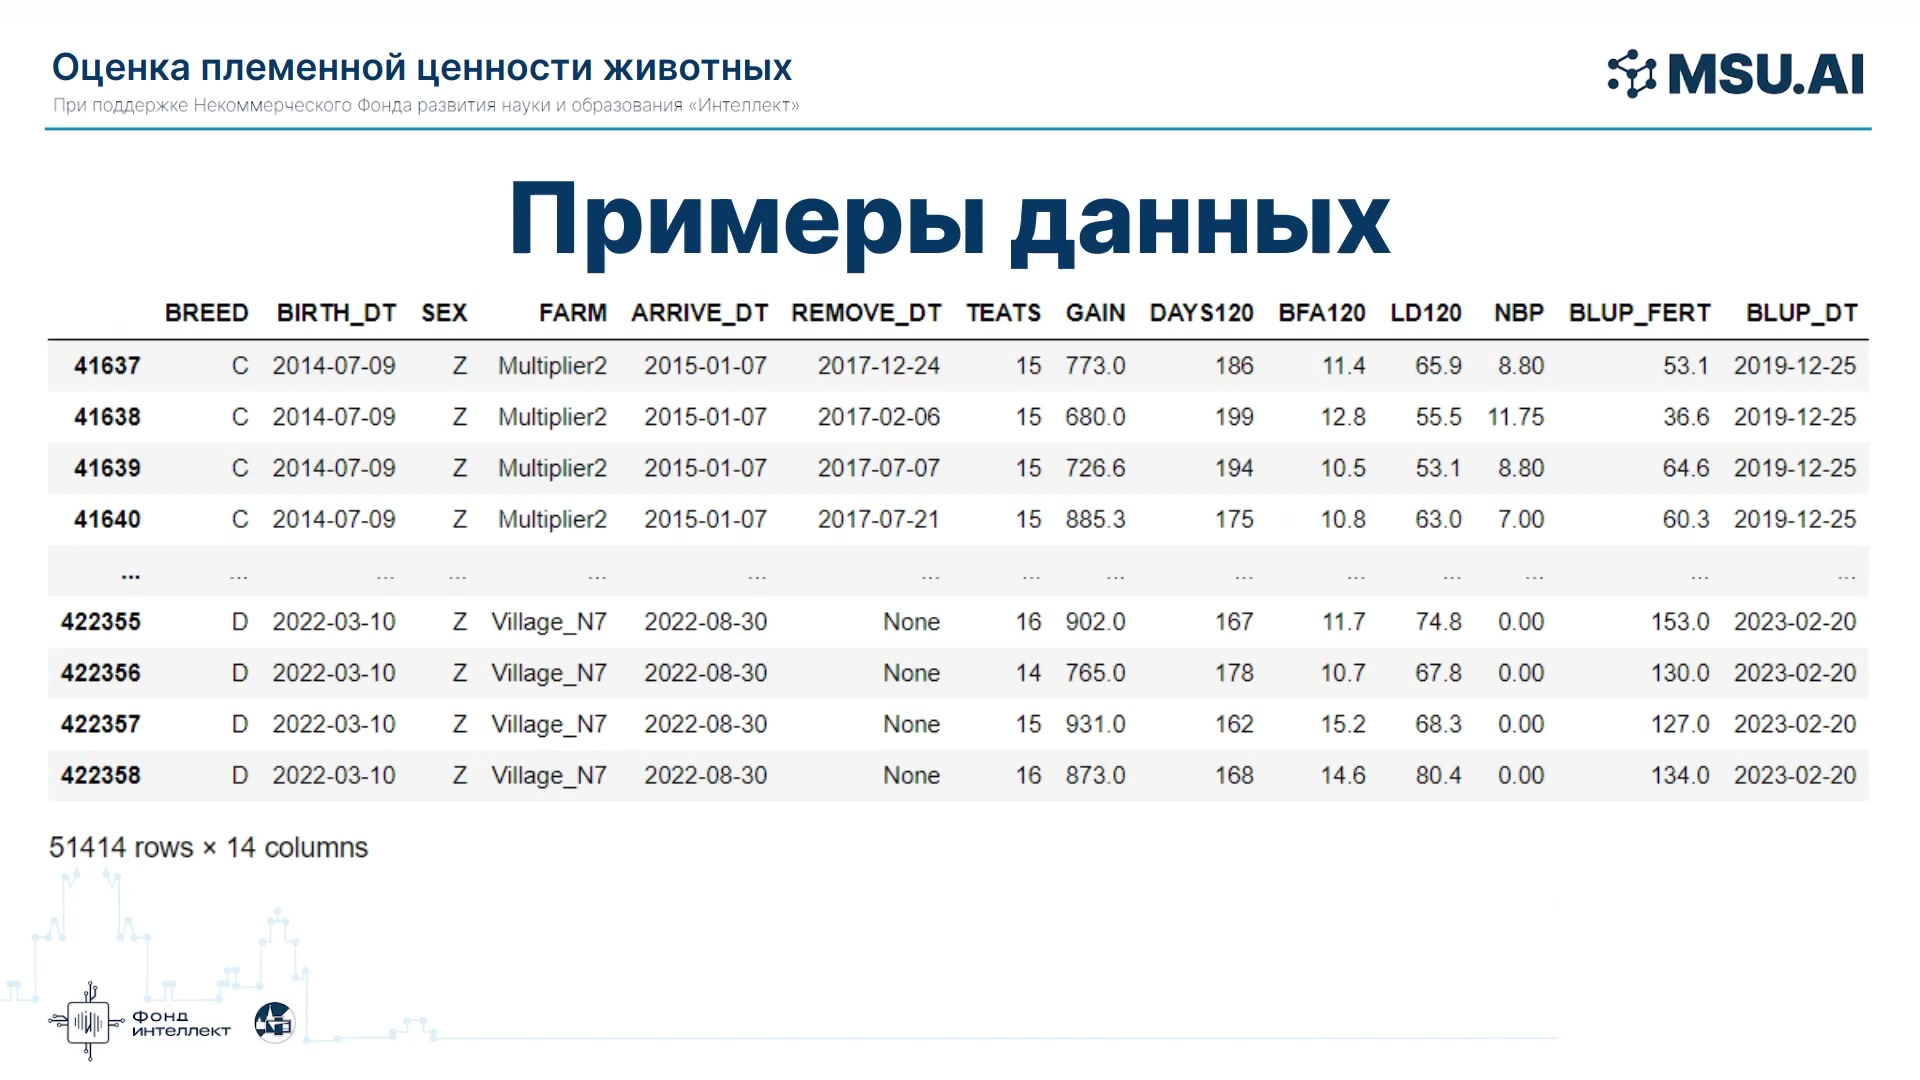 Оценка племенной ценности животных
При поддержке Некоммерческого Фонда развития науки и образования «Интеллект»
MSU.AI
Примеры данных
BREED BIRTH_DT SEX FARM ARRIVE_DT REMOVE_DT TEATS GAIN DAYS120 BFA120 LD120 NBP BLUP_FERT BLUP_DT
41637 C 2014-07-09 Z Multiplier2 2015-01-07 2017-12-24 15 773.0 186 11.4 65.9 8.80 53.1 2019-12-25
41638 C 2014-07-09 Z Multiplier2 2015-01-07 2017-02-06 15 680.0 199 12.8 55.5 11.75 36.6 2019-12-25
41639 C 2014-07-09 Z Multiplier2 2015-01-07 2017-07-07 15 726.6 194 10.5 53.1 8.80 64.6 2019-12-25
41640 C 2014-07-09 Z Multiplier2 2015-01-07 2017-07-21 15 885.3 175 10.8 63.0 7.00 60.3 2019-12-25
... ... ... ... ... ... ... ... ... ... ... ... ... ... ...
422355 D 2022-03-10 Z Village_N7 2022-08-30 None 16 902.0 167 11.7 74.8 0.00 153.0 2023-02-20
422356 D 2022-03-10 Z Village_N7 2022-08-30 None 14 765.0 178 10.7 67.8 0.00 130.0 2023-02-20
422357 D 2022-03-10 Z Village_N7 2022-08-30 None 15 931.0 162 15.2 68.3 0.00 127.0 2023-02-20
422358 D 2022-03-10 Z Village_N7 2022-08-30 None 16 873.0 168 14.6 80.4 0.00 134.0 2023-02-20
51414 rows × 14 columns
ФОНД
ИНТЕЛЛЕКТ